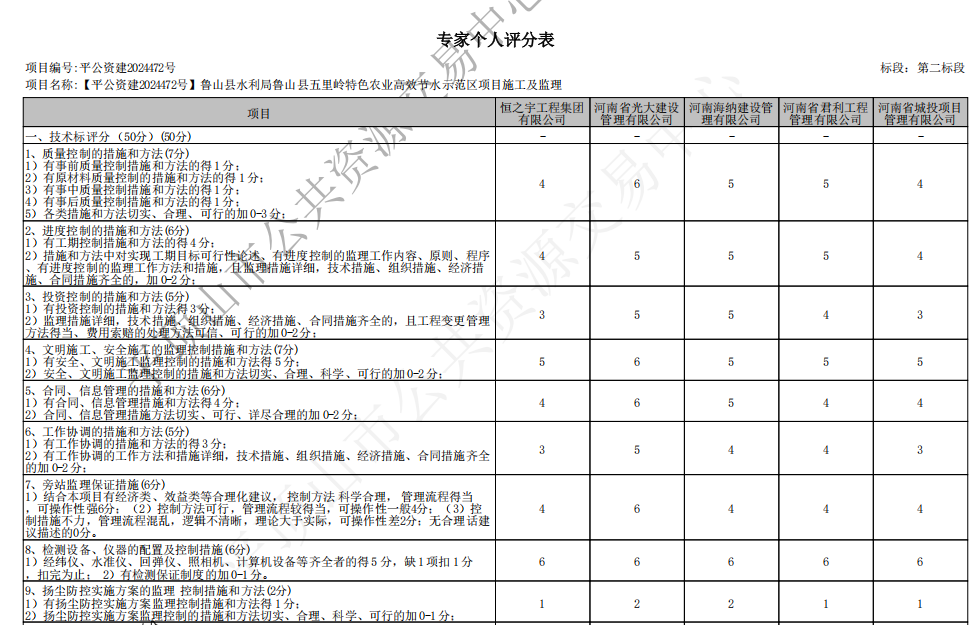 专家个人评分表
项目编号:平公资建2024472号
标段：第二标段
项目名称:【平公资建2024472号】鲁山县水利局鲁山县五里岭特色农业高效节水示范区项目施工及监理
项目
恒之宇工程集团
有限公司
河南省光大建设
管理有限公司
河南海纳建设管
理有限公司
河南省君利工程
管理有限公司
河南省城投项目
管理有限公司
一、技术标评分（50分）(50分)
- - - - -
1、质量控制的措施和方法(7分)
1）有事前质量控制措施和方法的得1分；
2）有原材料质量控制的措施和方法的得1分；
3）有事中质量控制措施和方法的得1分；
4）有事后质量控制措施和方法的得1分；
5）各类措施和方法切实、合理、可行的加0-3分；
4 6 5 5 4
2、进度控制的措施和方法(6分)
1）有工期控制措施和方法的得4分；
2）措施和方法中对实现工期目标可行性论述、有进度控制的监理工作内容、原则、程序
、有进度控制的监理工作方法和措施，且监理措施详细，技术措施、组织措施、经济措
施、合同措施齐全的，加0-2分；
4 5 5 5 4
3、投资控制的措施和方法(5分)
1）有投资控制的措施和方法得3分；
2）监理措施详细，技术措施、组织措施、经济措施、合同措施齐全的，且工程变更管理
方法得当、费用索赔的处理方法可信、可行的加0-2分；
3 5 5 4 3
4、文明施工、安全施工的监理控制措施和方法(7分)
1）有安全、文明施工监理控制的措施和方法得5分；
2）安全、文明施工监理控制的措施和方法切实、合理、科学、可行的加0-2分；
5 6 5 5 5
5、合同、信息管理的措施和方法(6分)
1）有合同、信息管理措施和方法得4分；
2）合同、信息管理措施方法切实、可行、详尽合理的加0-2分；
4 6 5 4 4
6、工作协调的措施和方法(5分)
1）有工作协调的措施和方法的得3分；
2）有工作协调的工作方法和措施详细，技术措施、组织措施、经济措施、合同措施齐全
的加0-2分；
3 5 4 4 3
7、旁站监理保证措施(6分)
1）结合本项目有经济类、效益类等合理化建议， 控制方法 科学合理， 管理流程得当
，可操作性强6分；（2）控制方法可行，管理流程较得当，可操作性一般4分；（3）控
制措施不力，管理流程混乱，逻辑不清晰，理论大于实际，可操作性差2分；无合理话建
议描述的0分。
4 6 4 4 4
8、检测设备、仪器的配置及控制措施(6分)
1）经纬仪、水准仪、回弹仪、照相机、计算机设备等齐全者的得5分，缺1项扣1分
，扣完为止； 2）有检测保证制度的加0-1分。
6 6 6 6 6
9、扬尘防控实施方案的监理 控制措施和方法(2分)
1）有扬尘防控实施方案监理控制措施和方法得1分；
2）扬尘防控实施方案监理控制的措施和方法切实、合理、科学、可行的加0-1分；
1 2 2 1 1